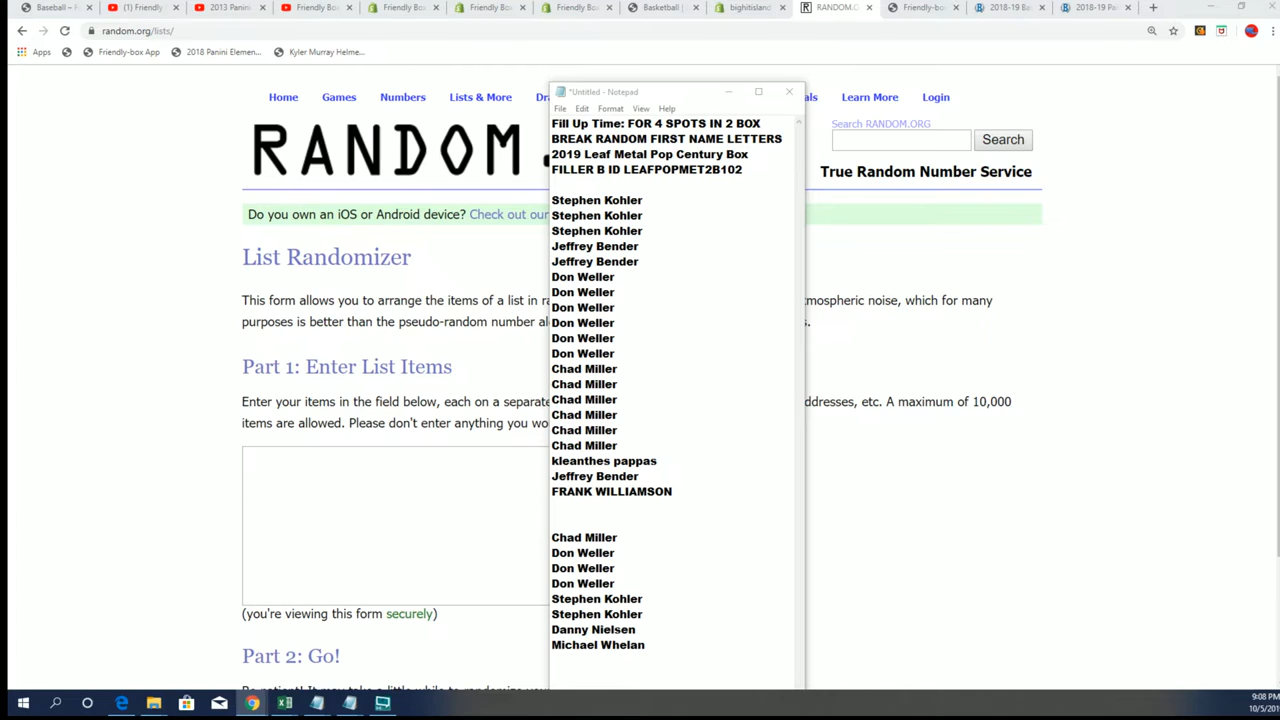 Baseball – F
(1) Friendly
2013 Panini
Friendly Bo
Friendly Box
Friendly Box
Friendly Box
Basketball |
bighitisland
RANDOM.O
Friendly-bo
2018-19 Ba
2018-19 Pa
random.org/lists/
Apps
Friendly-box App
2018 Panini Elemen...
Kyler Murray Helme...
Home
Games
Numbers
Lists & More
Dr
als
Learn More
Login
RANDOM.
Search RANDOM.ORG
Search
True Random Number Service
Do you own an iOS or Android device? Check out our
List Randomizer
This form allows you to arrange the items of a list in ra
tmospheric noise, which for many
purposes is better than the pseudo-random number al
s.
Part 1: Enter List Items
Enter your items in the field below, each on a separate
addresses, etc. A maximum of 10,000
items are allowed. Please don't enter anything you wo
(you're viewing this form securely)
Part 2: Go!
*Untitled - Notepad
File Edit Format View Help
Fill Up Time: FOR 4 SPOTS IN 2 BOX
BREAK RANDOM FIRST NAME LETTERS
2019 Leaf Metal Pop Century Box
FILLER B ID LEAFPOPMET2B102
Stephen Kohler
Stephen Kohler
Stephen Kohler
Jeffrey Bender
Jeffrey Bender
Don Weller
Don Weller
Don Weller
Don Weller
Don Weller
Don Weller
Chad Miller
Chad Miller
Chad Miller
Chad Miller
Chad Miller
Chad Miller
kleanthes pappas
Jeffrey Bender
FRANK WILLIAMSON
Chad Miller
Don Weller
Don Weller
Don Weller
Stephen Kohler
Stephen Kohler
Danny Nielsen
Michael Whelan
9:08 PM
10/5/201